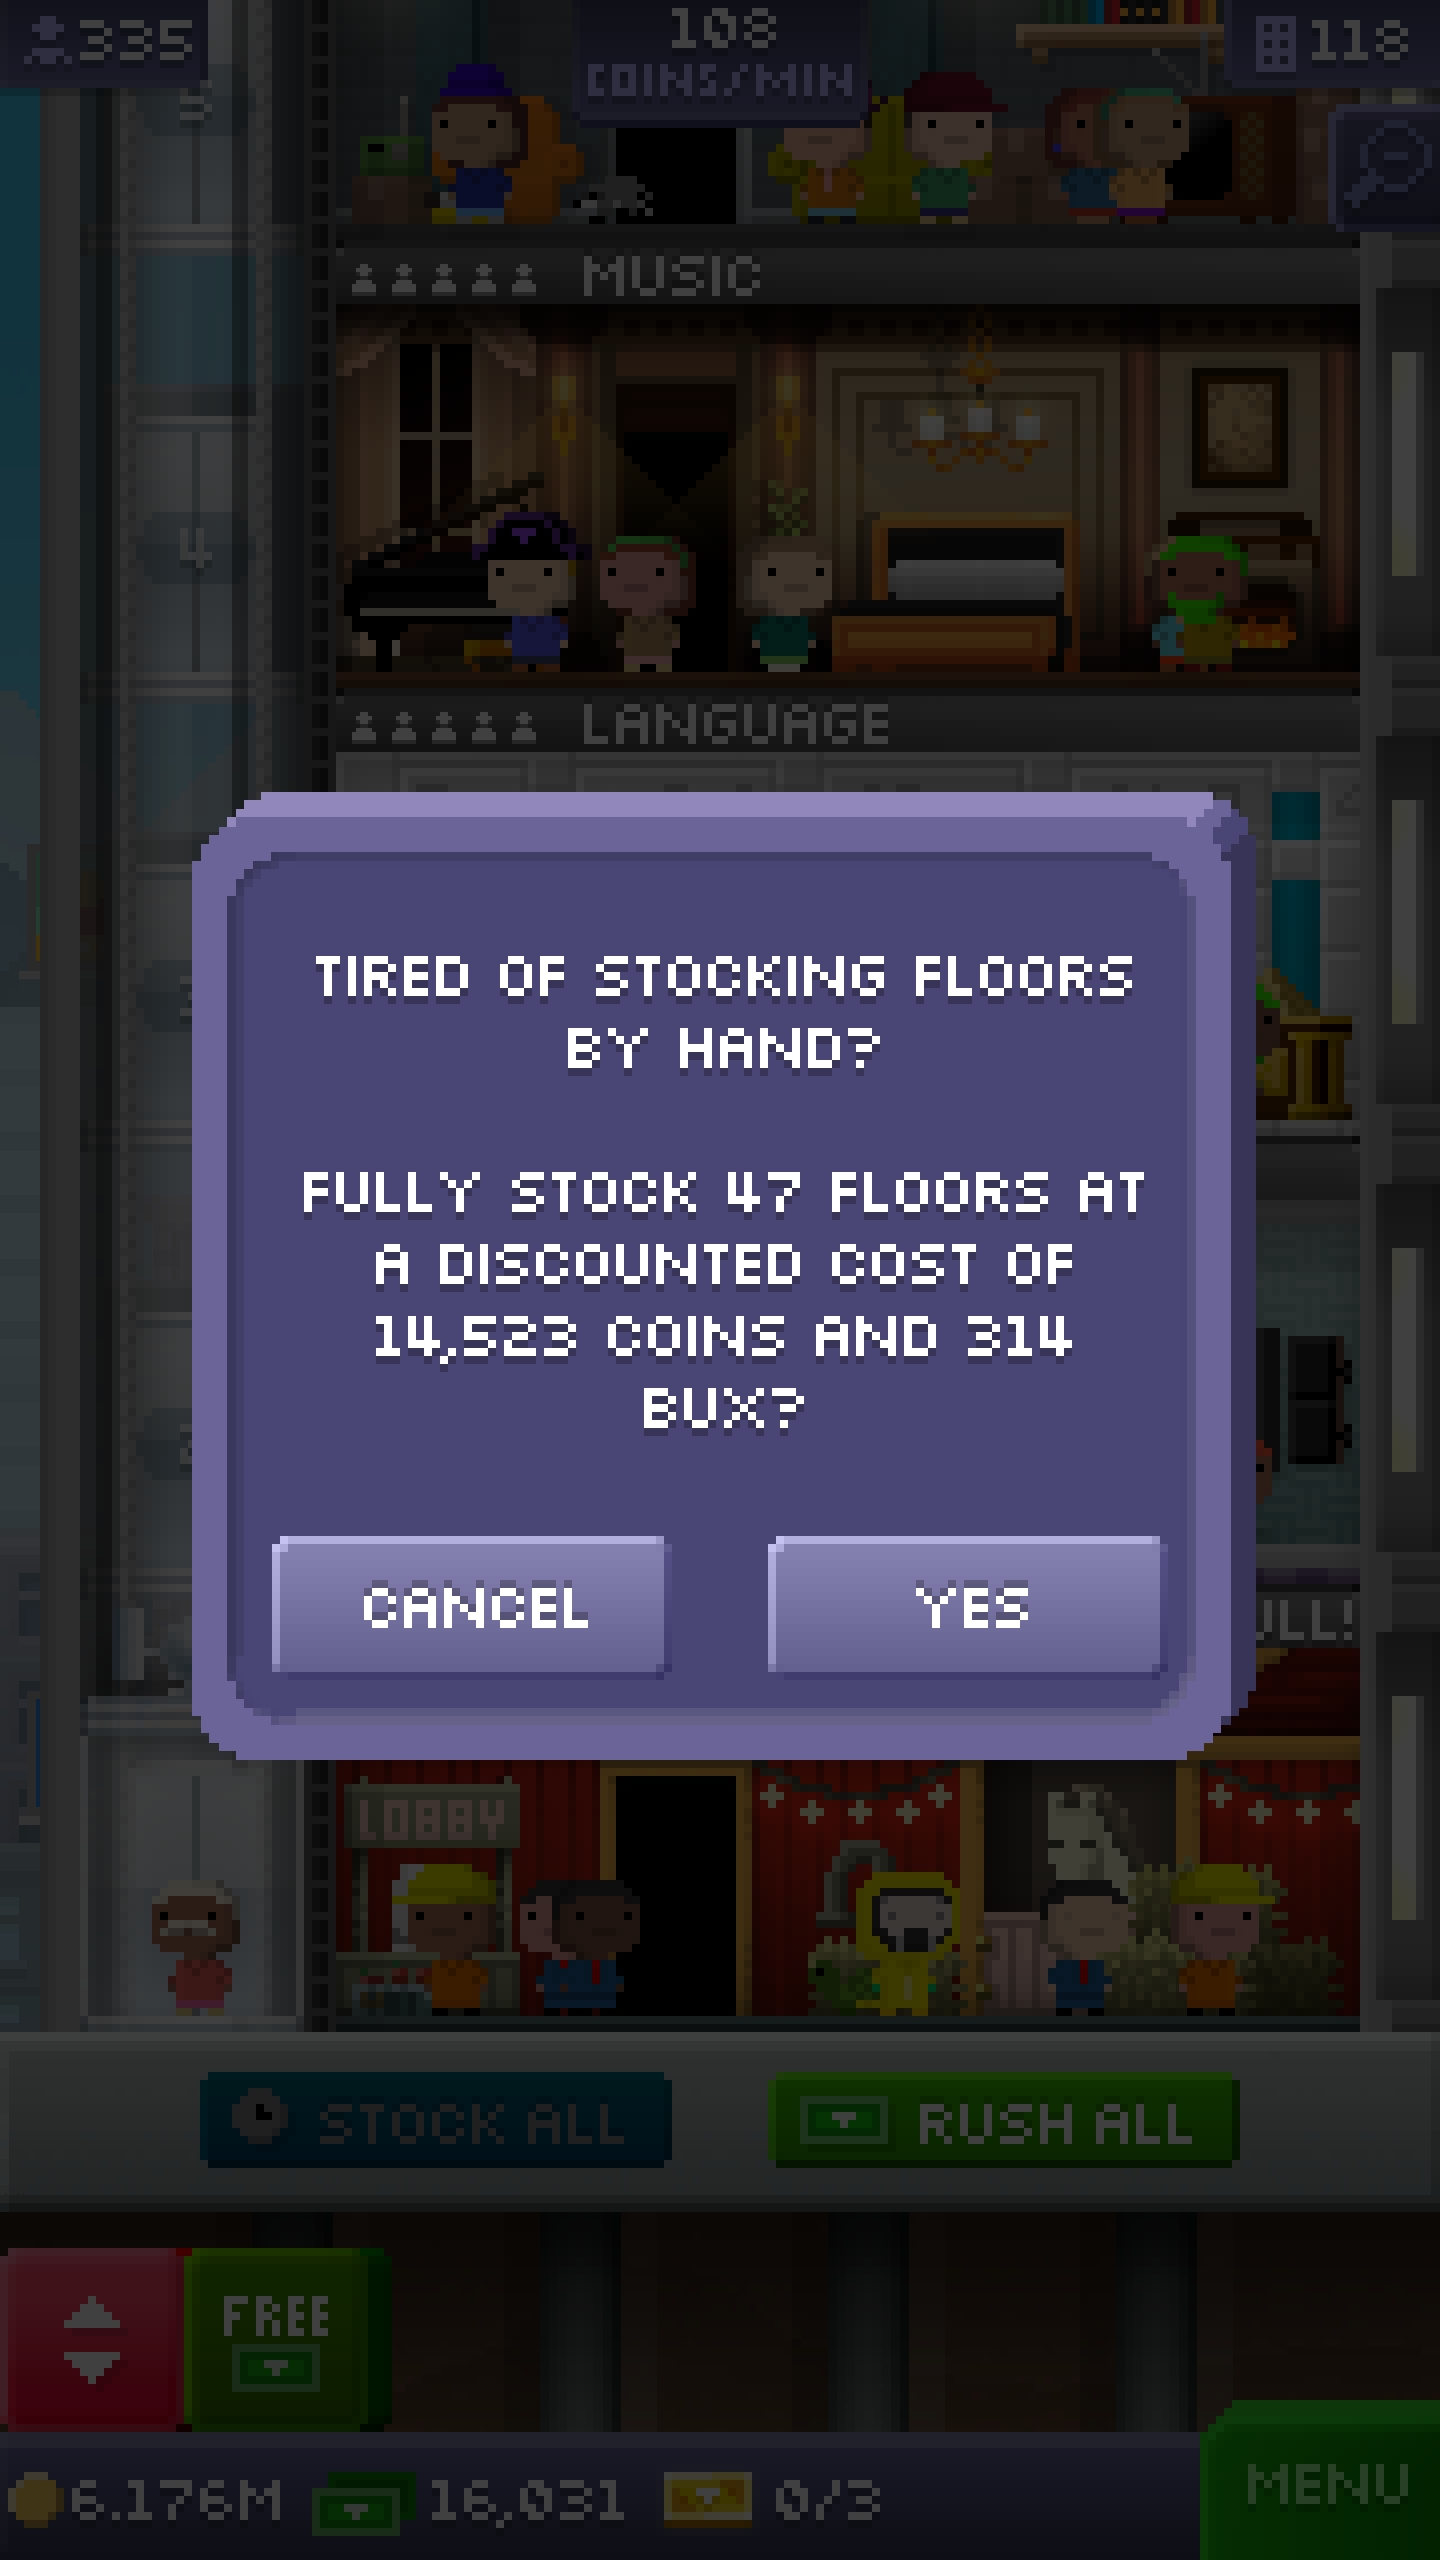 335
108
COINS/MIN
118
5
MUSIC
4
LANGUAGE
TIRED OF STOCKING FLOORS
BY HAND?
FULLY STOCK 47 FLOORS AT
A DISCOUNTED COST OF
14,523 COINS AND 314
BUX?
CANCEL
YES
LOBBY
STOCK ALL
RUSH ALL
FREE
6.176M
16,031
0/3
MENU